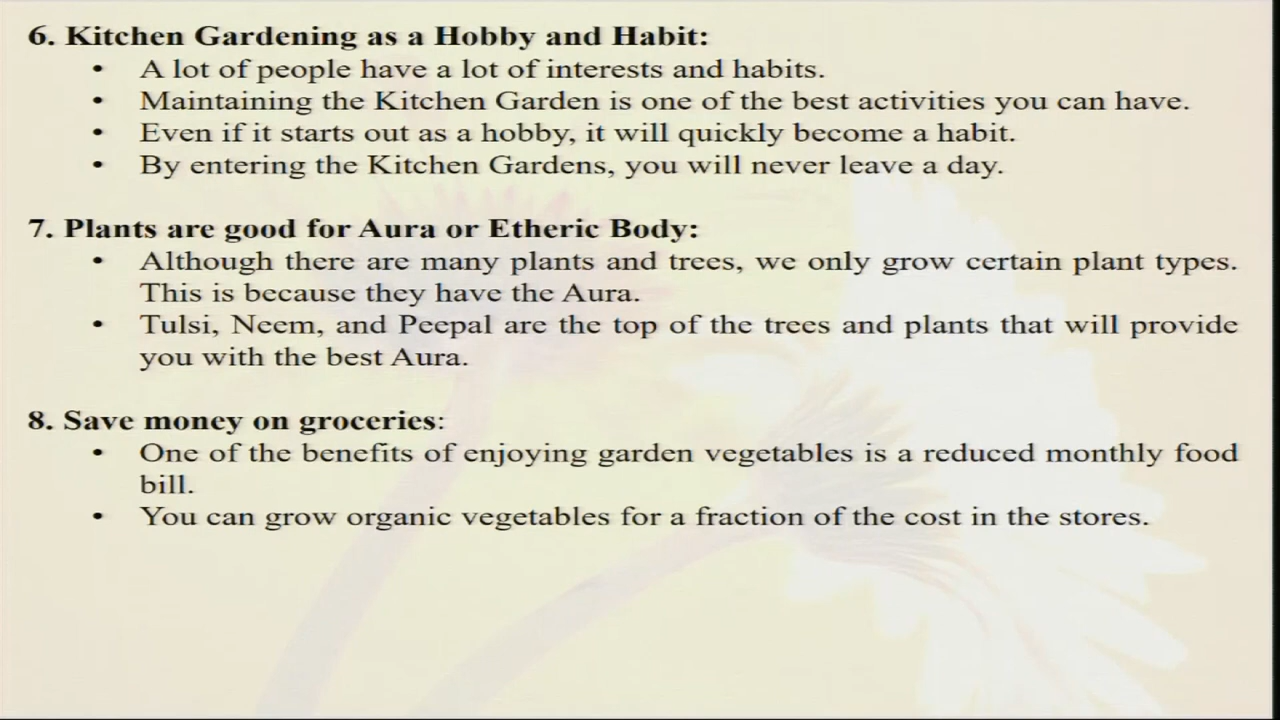 6. Kitchen Gardening as a Hobby and Habit:
• A lot of people have a lot of interests and habits.
• Maintaining the Kitchen Garden is one of the best activities you can have.
• Even if it starts out as a hobby, it will quickly become a habit.
• By entering the Kitchen Gardens, you will never leave a day.
7. Plants are good for Aura or Etheric Body:
• Although there are many plants and trees, we only grow certain plant types.
This is because they have the Aura.
• Tulsi, Neem, and Peepal are the top of the trees and plants that will provide
you with the best Aura.
8. Save money on groceries:
• One of the benefits of enjoying garden vegetables is a reduced monthly food
bill.
• You can grow organic vegetables for a fraction of the cost in the stores.